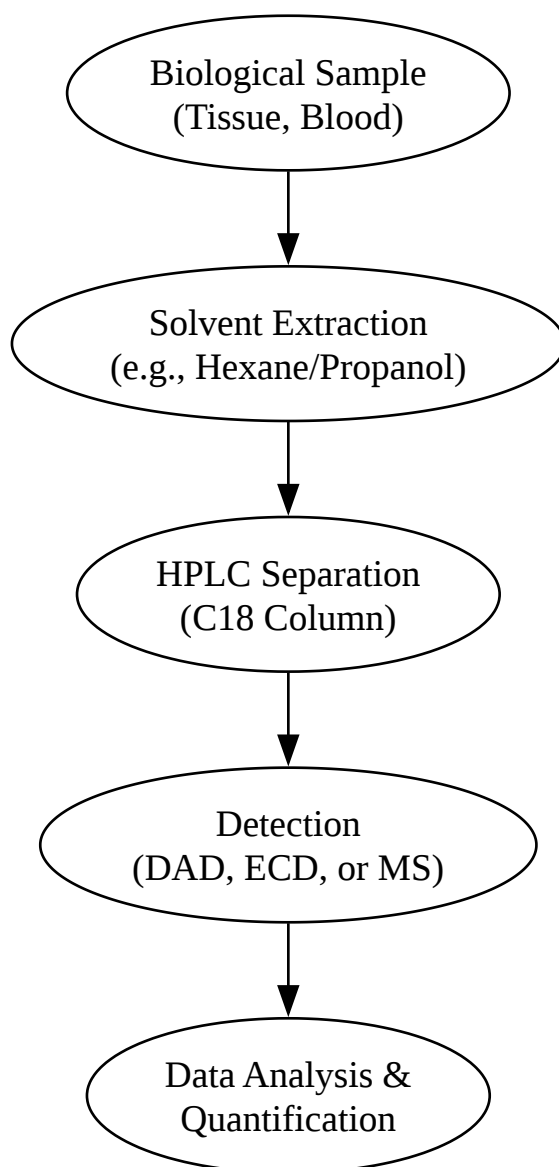 Biological Sample
(Tissue, Blood)
Solvent Extraction
(e.g., Hexane/Propanol)
HPLC Separation
(C18 Column)
Detection
(DAD, ECD, or MS)
Data Analysis &
Quantification